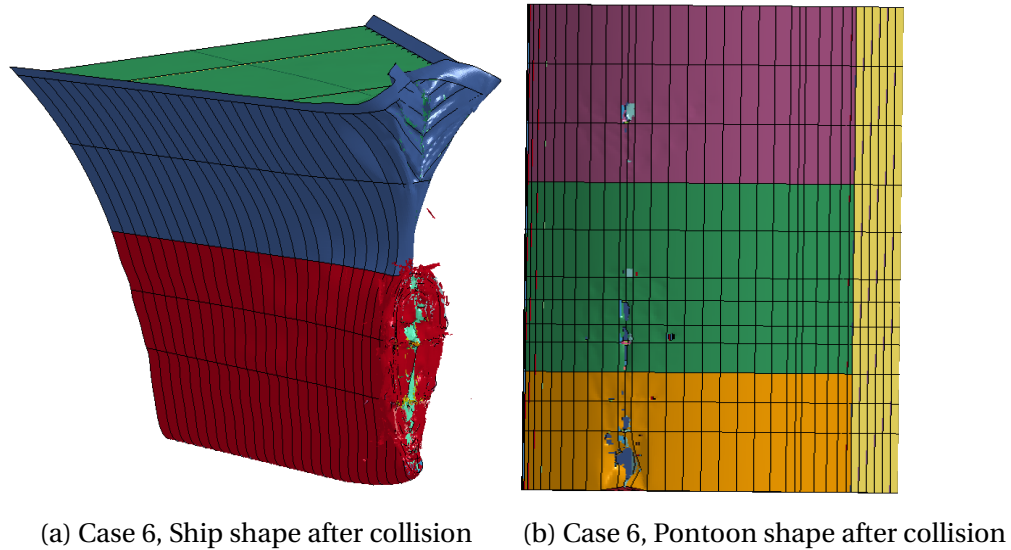 (a) Case 6, Ship shape after collision
(b) Case 6, Pontoon shape after collision